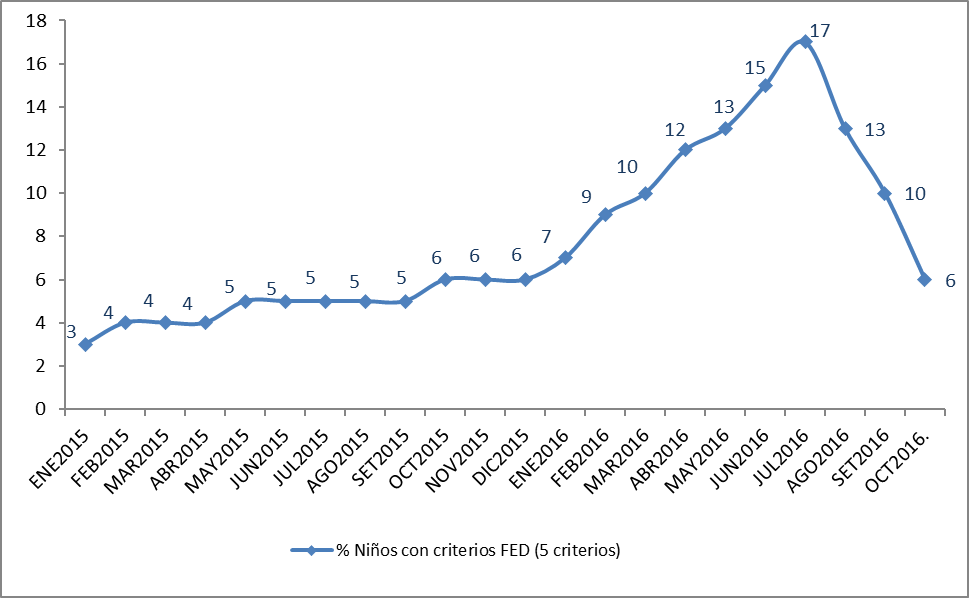 18
16
14
12
10
8
6
4
2
0
3
4
4
4
5
5
5
5
5
6
6
6
7
9
10
12
13
15
17
13
10
6
ENE2015
FEB2015
MAR2015
ABR2015
MAY2015
JUN2015
JUL2015
AGO2015
SET2015
OCT2015
NOV2015
DIC2015
ENE2016
FEB2016
MAR2016
ABR2016
MAY2016
JUN2016
JUL2016
AGO2016
SET2016
OCT2016.
% Niños con criterios FED (5 criterios)